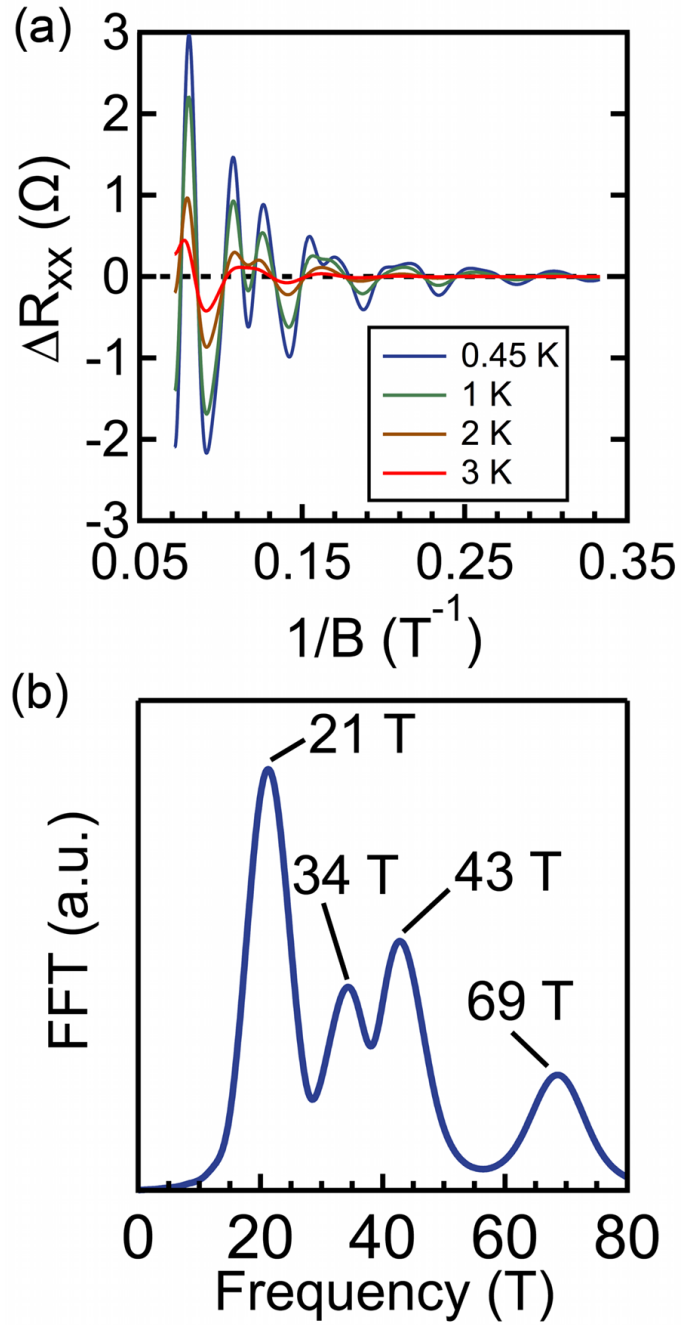 (a)
3
2
1
0
-1
-2
-3
ΔRxx (Ω)
0.45 K
1 K
2 K
3 K
0.05 0.15 0.25 0.35
1/B (T-1)
(b)
21 T
34 T 43 T
69 T
FFT (a.u.)
0 20 40 60 80
Frequency (T)